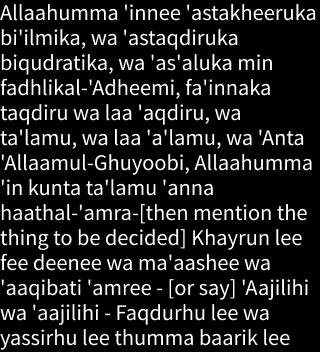 Allaahumma 'innee 'astakheeruka
bi'ilmika, wa 'astaqdiruka
biqudratika, wa 'as'aluka min
fadhlikal-'Adheemi, fa'innaka
taqdiru wa laa 'aqdiru, wa
ta'lamu, wa laa 'a'lamu, wa 'Anta
'Allaamul-Ghuyoobi, Allaahumma
'in kunta ta'lamu 'anna
haathal-'amra-[then mention the
thing to be decided] Khayrun lee
fee deenee wa ma'aashee wa
'aaqibati 'amree - [or say] 'Aajilihi
wa 'aajilihi - Faqdurhu lee wa
yassirhu lee thumma baarik lee